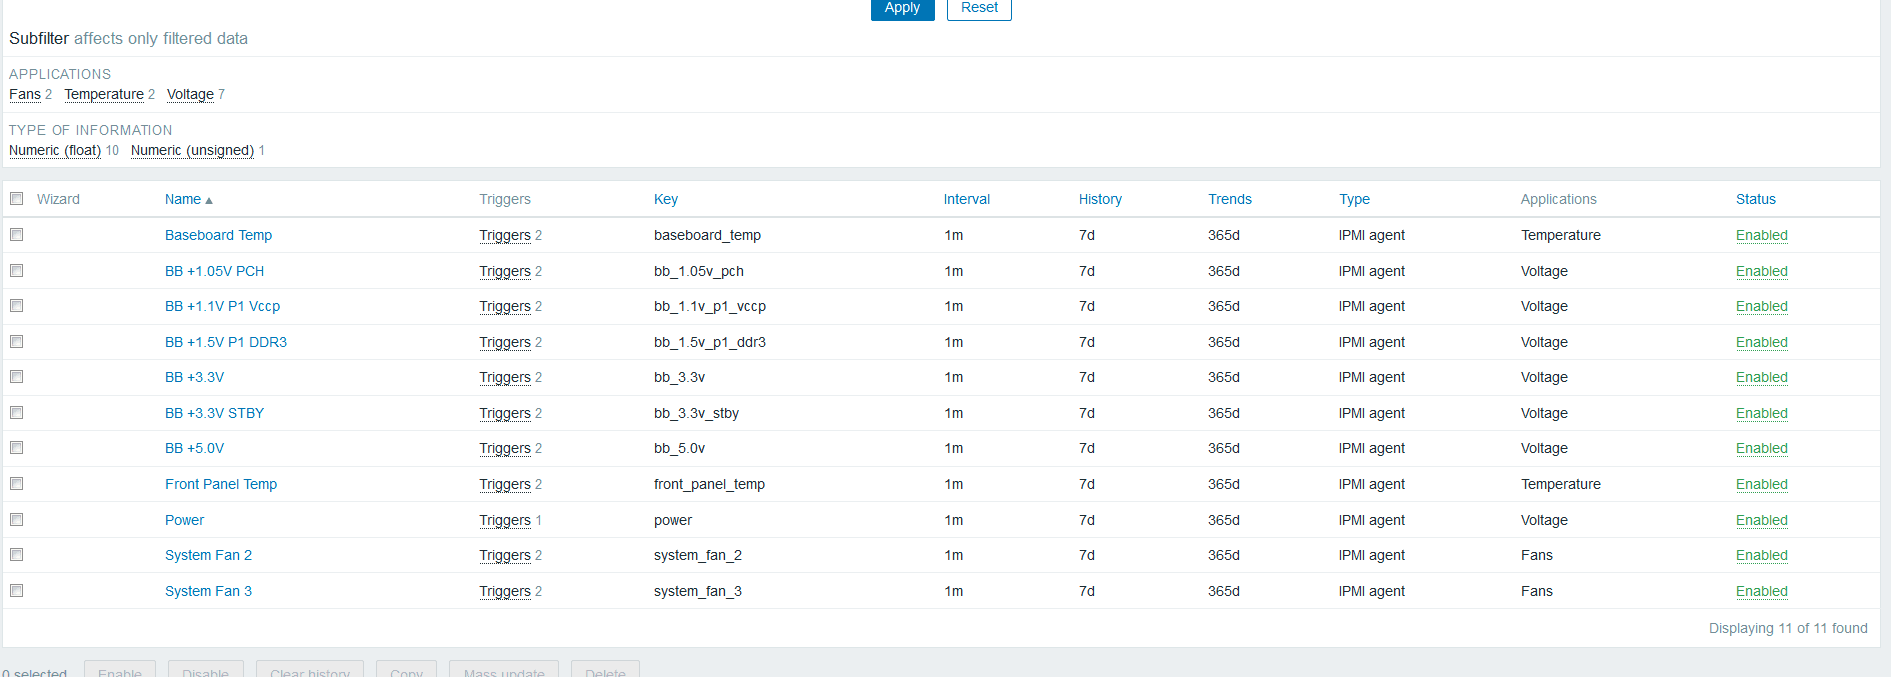 Apply Reset
Subfilter affects only filtered data
APPLICATIONS
Fans 2 Temperature 2 Voltage 7
TYPE OF INFORMATION
Numeric (float) 10 Numeric (unsigned) 1
Wizard Name ▲ Triggers Key Interval History Trends Type Applications Status
Baseboard Temp Triggers 2 baseboard_temp 1m 7d 365d IPMI agent Temperature Enabled
BB +1.05V PCH Triggers 2 bb_1.05v_pch 1m 7d 365d IPMI agent Voltage Enabled
BB +1.1V P1 Vccp Triggers 2 bb_1.1v_p1_vccp 1m 7d 365d IPMI agent Voltage Enabled
BB +1.5V P1 DDR3 Triggers 2 bb_1.5v_p1_ddr3 1m 7d 365d IPMI agent Voltage Enabled
BB +3.3V Triggers 2 bb_3.3v 1m 7d 365d IPMI agent Voltage Enabled
BB +3.3V STBY Triggers 2 bb_3.3v_stby 1m 7d 365d IPMI agent Voltage Enabled
BB +5.0V Triggers 2 bb_5.0v 1m 7d 365d IPMI agent Voltage Enabled
Front Panel Temp Triggers 2 front_panel_temp 1m 7d 365d IPMI agent Temperature Enabled
Power Triggers 1 power 1m 7d 365d IPMI agent Voltage Enabled
System Fan 2 Triggers 2 system_fan_2 1m 7d 365d IPMI agent Fans Enabled
System Fan 3 Triggers 2 system_fan_3 1m 7d 365d IPMI agent Fans Enabled
Displaying 11 of 11 found
0 selected Enable Disable Clear history Copy Mass update Delete